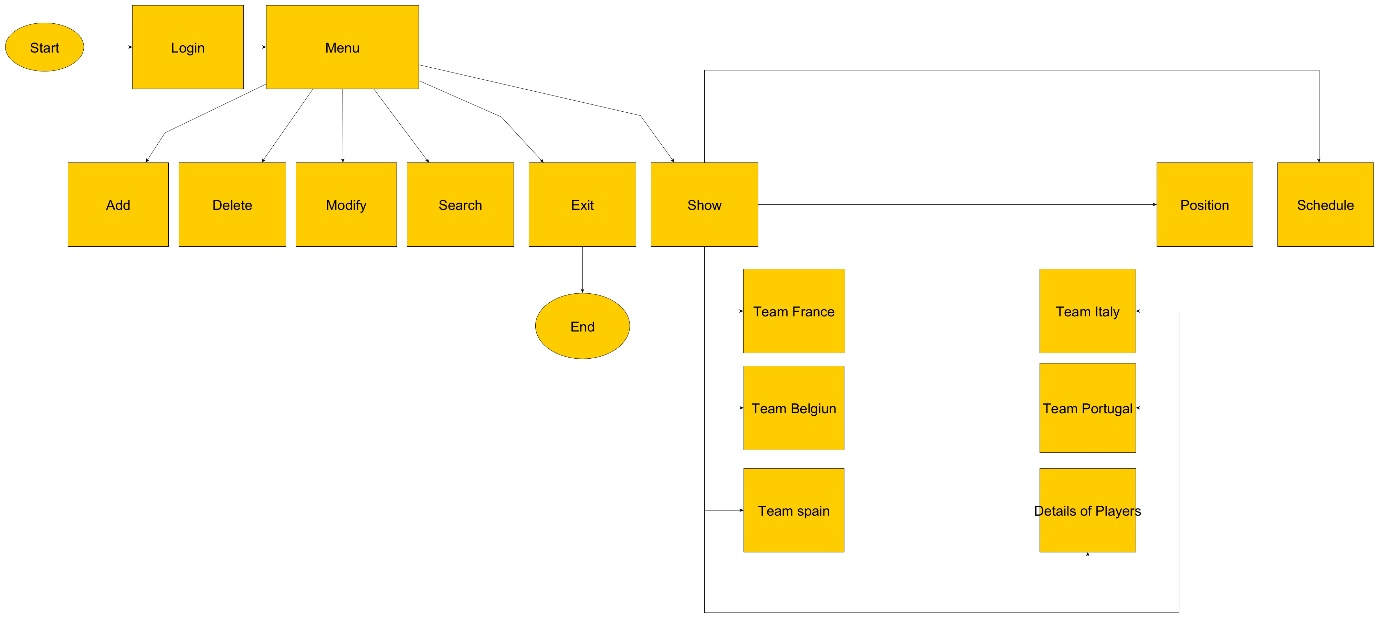 Start
Login
Menu
Add
Delete
Modify
Search
Exit
Show
Position
Schedule
Team France
Team Italy
End
Team Belgiun
Team Portugal
Team spain
Details of Players